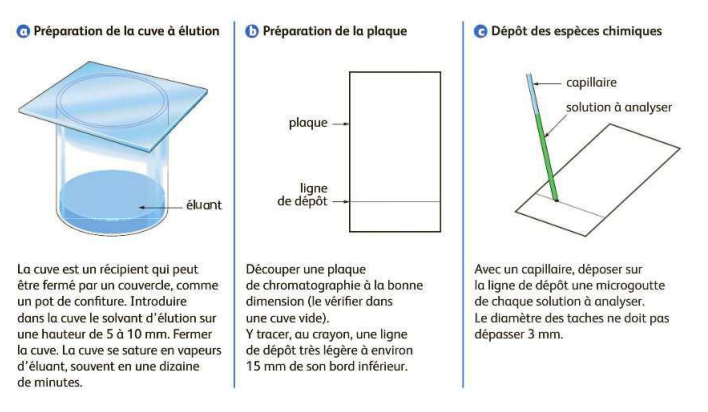 a Préparation de la cuve à élution
éluant
La cuve est un récipient qui peut
être fermé par un couvercle, comme
un pot de confiture. Introduire
dans la cuve le solvant d'élution sur
une hauteur de 5 à 10 mm. Fermer
la cuve. La cuve se sature en vapeurs
d'éluant, souvent en une dizaine
de minutes.
b Préparation de la plaque
plaque
ligne
de dépôt
Découper une plaque
de chromatographie à la bonne
dimension (le vérifier dans
une cuve vide).
Y tracer, au crayon, une ligne
de dépôt très légère à environ
15 mm de son bord inférieur.
c Dépôt des espèces chimiques
capillaire
solution à analyser
Avec un capillaire, déposer sur
la ligne de dépôt une microgoutte
de chaque solution à analyser.
Le diamètre des taches ne doit pas
dépasser 3 mm.